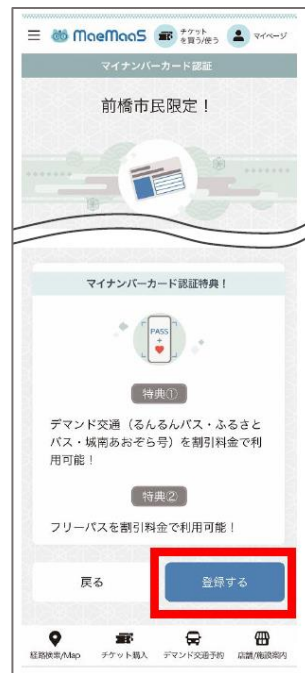 MaeMaaS
チケット
を買う/使う
マイページ
マイナンバーカード認証
前橋市民限定！
マイナンバーカード認証特典！
PASS
+
特典①
デマンド交通（るんるんバス・ふるさと
バス・城南あおぞら号）を割引料金で利
用可能！
特典②
フリーパスを割引料金で利用可能！
戻る
登録する
経路検索/Map
チケット購入
デマンド交通予約
店舗/施設案内